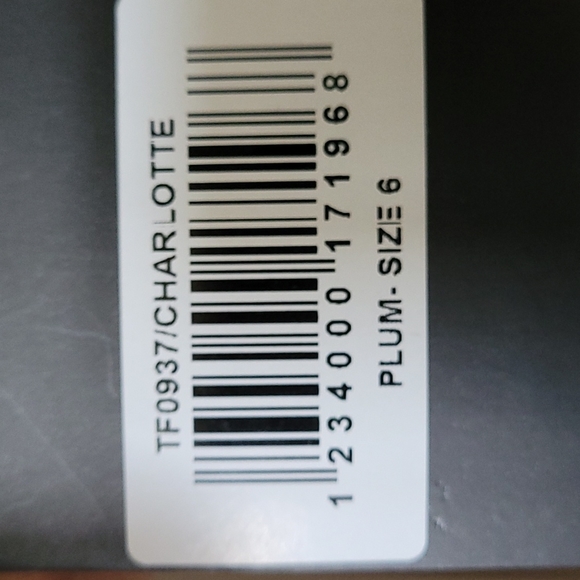 TF0937/CHARLOTTE
1 234000 171968
PLUM- SIZE 6